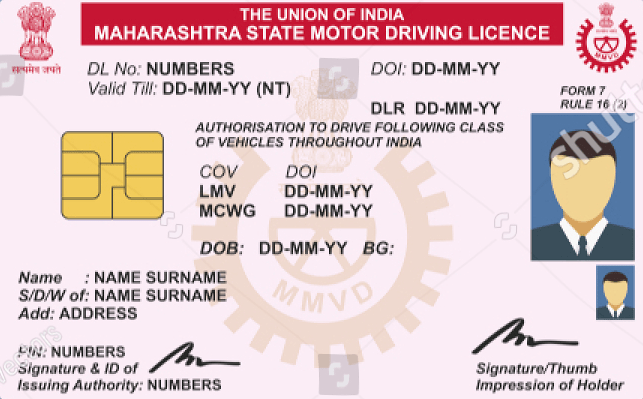 THE UNION OF INDIA
MAHARASHTRA STATE MOTOR DRIVING LICENCE
सत्यमेव जयते
MMVD
DL No: NUMBERS DOI: DD-MM-YY
Valid Till: DD-MM-YY (NT)
FORM 7
RULE 16 (2)
DLR DD-MM-YY
AUTHORISATION TO DRIVE FOLLOWING CLASS
OF VEHICLES THROUGHOUT INDIA
COV DOI
LMV DD-MM-YY
MCWG DD-MM-YY
DOB: DD-MM-YY BG:
MMVD
Name : NAME SURNAME
S/D/W of: NAME SURNAME
Add: ADDRESS
PIN: NUMBERS
Signature & ID of
Issuing Authority: NUMBERS
Signature/Thumb
Impression of Holder
shutt
vectors